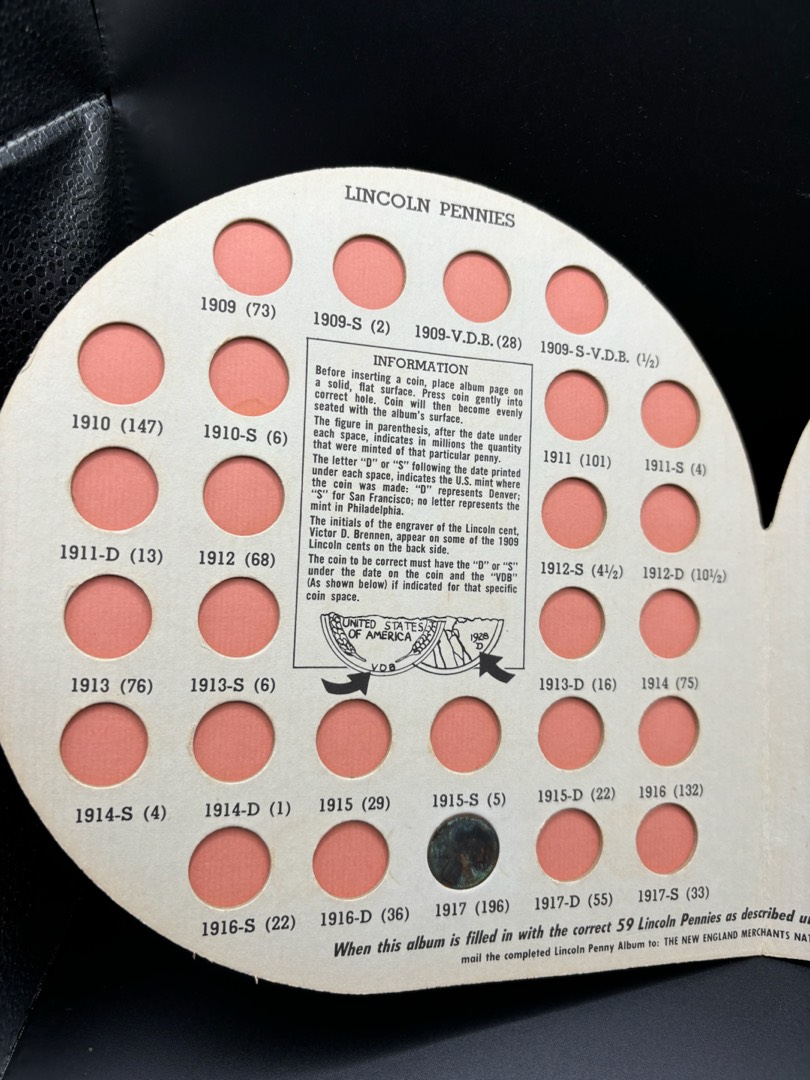 LINCOLN PENNIES
1909 (73)
1909-S (2)
1909-V.D.B. (28)
1909-S-V.D.B. (½)
1910 (147)
1910-S (6)
INFORMATION
Before inserting a coin, place album page on
a solid, flat surface. Press coin gently into
correct hole. Coin will then become evenly
seated with the album's surface.
The figure in parenthesis, after the date under
each space, indicates in millions the quantity
that were minted of that particular penny.
The letter "D" or "S" following the date printed
under each space, indicates the U.S. mint where
the coin was made: "D" represents Denver;
"S" for San Francisco; no letter represents the
mint in Philadelphia.
The initials of the engraver of the Lincoln cent,
Victor D. Brennen, appear on some of the 1909
Lincoln cents on the back side.
The coin to be correct must have the "D" or "S"
under the date on the coin and the "VDB"
(As shown below) if indicated for that specific
coin space.
UNITED STATES
OF AMERICA
VDB
1928
D
1911 (101)
1911-S (4)
1911-D (13)
1912 (68)
1912-S (4½)
1912-D (10½)
1913 (76)
1913-S (6)
1913-D (16)
1914 (75)
1914-S (4)
1914-D (1)
1915 (29)
1915-S (5)
1915-D (22)
1916 (132)
1916-S (22)
1916-D (36)
1917 (196)
1917-D (55)
1917-S (33)
When this album is filled in with the correct 59 Lincoln Pennies as described
mail the completed Lincoln Penny Album to: THE NEW ENGLAND MERCHANTS